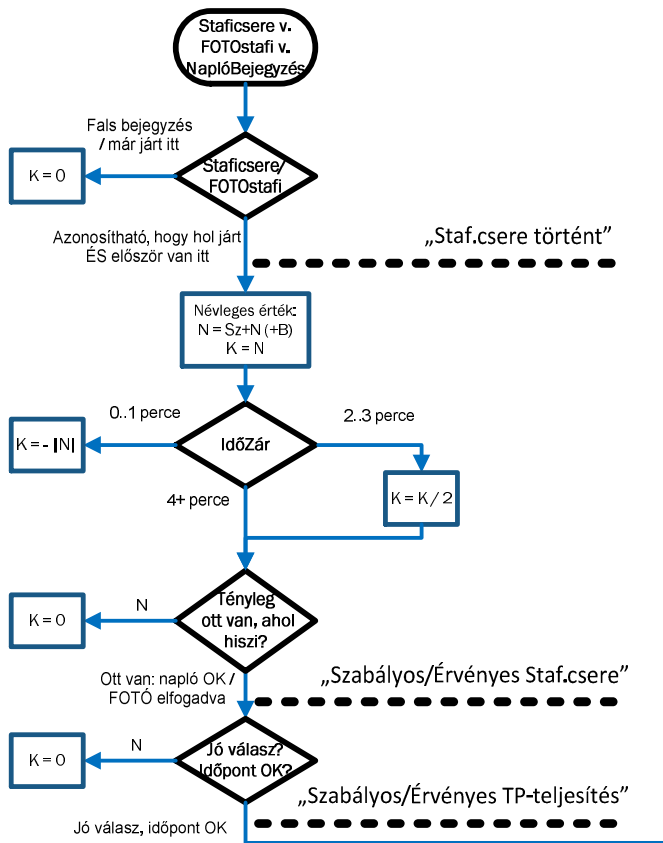 Staficsere v.
FOTOstafi v.
NaplóBejegyzés
Fals bejegyzés
/ már járt itt
K = 0
Staficsere/
FOTOstafi
Azonosítható, hogy hol járt
ÉS először van itt
„Staf.csere történt”
Névleges érték:
N = Sz+N (+B)
K = N
0..1 perce
2..3 perce
K = - |N|
IdőZár
4+ perce
K = K / 2
Tényleg
ott van, ahol
hiszi?
N
K = 0
Ott van: napló OK /
FOTÓ elfogadva
„Szabályos/Érvényes Staf.csere”
N
K = 0
Jó válasz?
Időpont OK?
„Szabályos/Érvényes TP-teljesítés”
Jó válasz, időpont OK